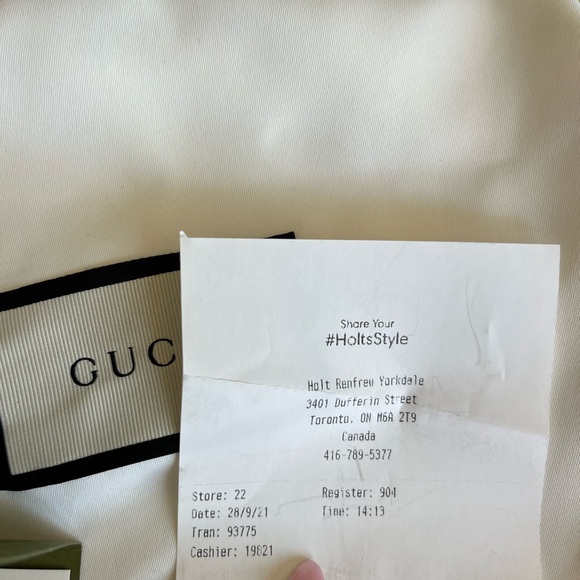 GUC
Share Your
#HoltsStyle
Holt Renfrew Yorkdale
3401 Dufferin Street
Toronto, ON M6A 2T9
Canada
416-789-5377
Store: 22 Register: 904
Date: 28/9/21 Time: 14:13
Tran: 93775
Cashier: 19821